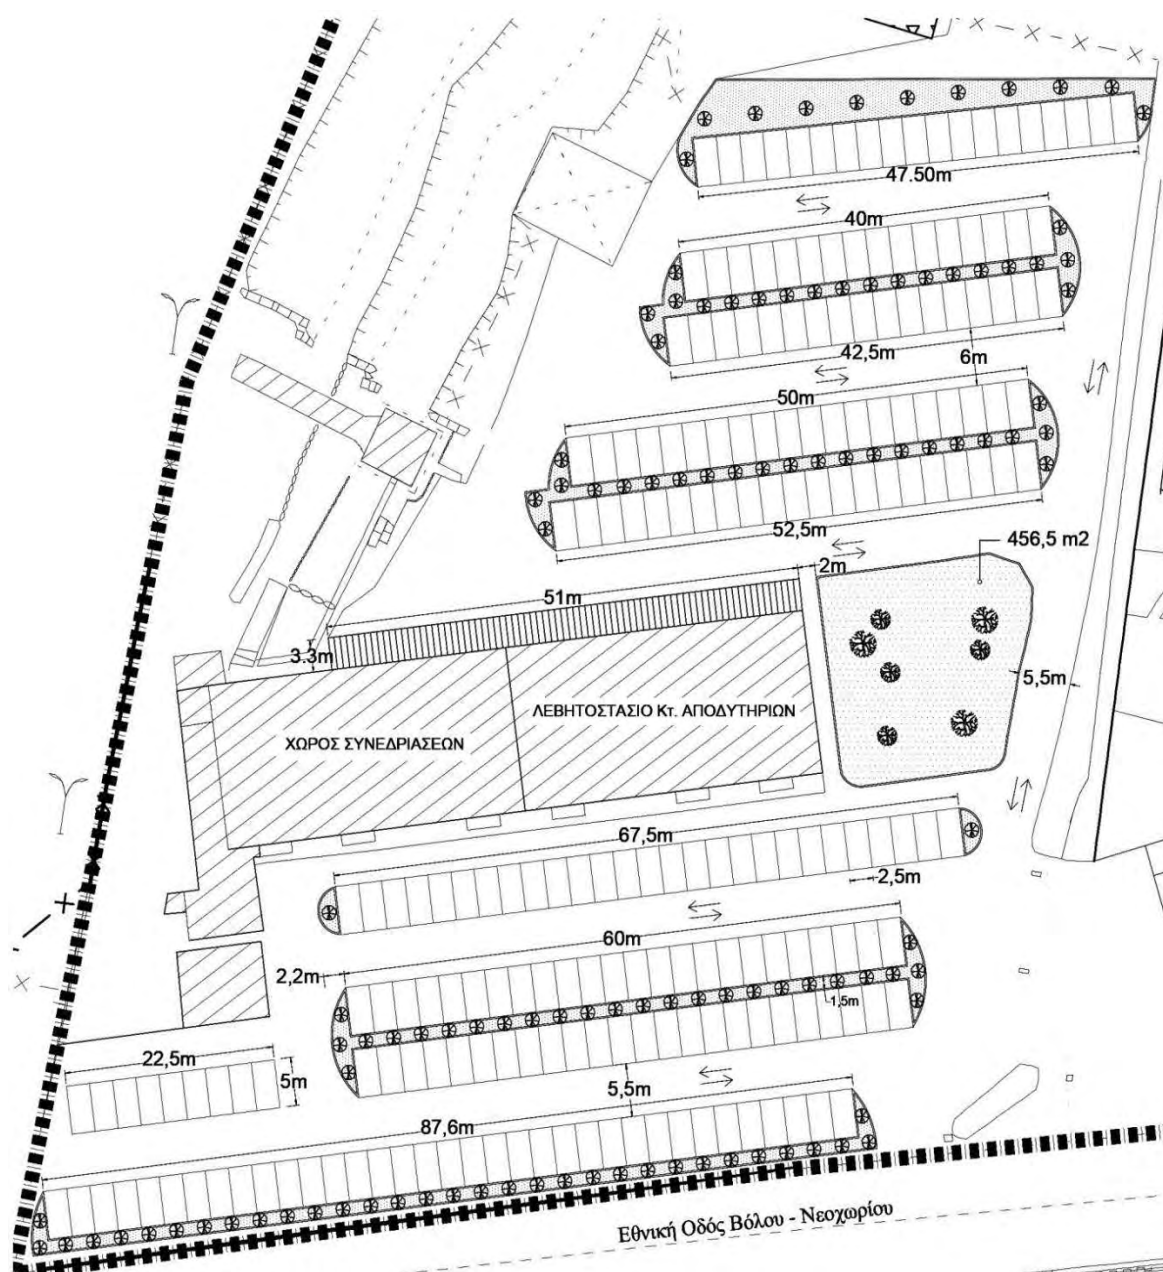 47.50m
40m
42,5m
6m
50m
52,5m
456,5 m2
2m
51m
3.3m
5,5m
ΛΕΒΗΤΟΣΤΑΣΙΟ Κτ. ΑΠΟΔΥΤΗΡΙΩΝ
ΧΩΡΟΣ ΣΥΝΕΔΡΙΑΣΕΩΝ
67,5m
2,5m
60m
2,2m
1,5m
22,5m
5m
5,5m
87,6m
Εθνική Οδός Βόλου - Νεοχωρίου